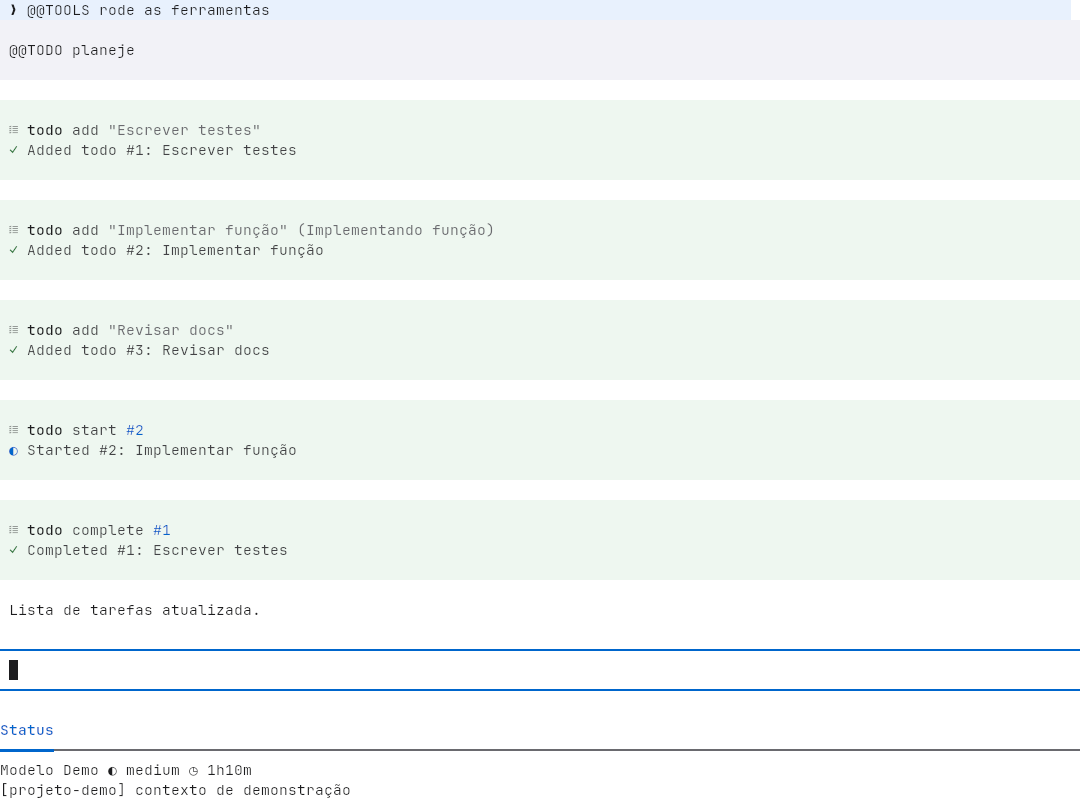 ❯ @@TOOLS rode as ferramentas
@@TODO planeje
todo add "Escrever testes"
✓ Added todo #1: Escrever testes
todo add "Implementar função" (Implementando função)
✓ Added todo #2: Implementar função
todo add "Revisar docs"
✓ Added todo #3: Revisar docs
todo start #2
◐ Started #2: Implementar função
todo complete #1
✓ Completed #1: Escrever testes
Lista de tarefas atualizada.
Status
Modelo Demo ◐ medium ◷ 1h10m
[projeto-demo] contexto de demonstração